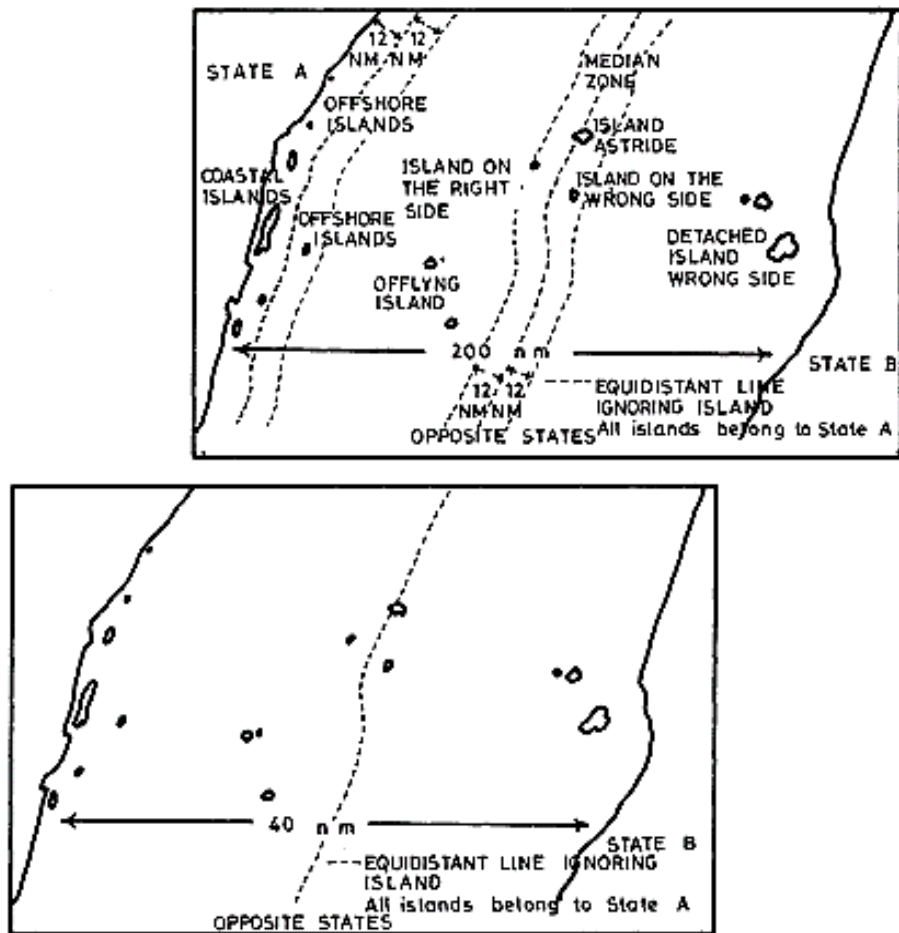 12 12
NM NM
STATE A
MEDIAN
ZONE
OFFSHORE
ISLANDS
ISLAND
ASTRIDE
ISLAND ON
THE RIGHT
SIDE
COASTAL
ISLANDS
ISLAND ON THE
WRONG SIDE
OFFSHORE
ISLANDS
DETACHED
ISLAND
WRONG SIDE
OFFLYNG
ISLAND
200 nm
STATE B
12 12
NM NM
---- EQUIDISTANT LINE
IGNORING ISLAND
All islands belong to State A
OPPOSITE STATES
40 nm
STATE B
---- EQUIDISTANT LINE IGNORING
ISLAND
All islands belong to State A
OPPOSITE STATES